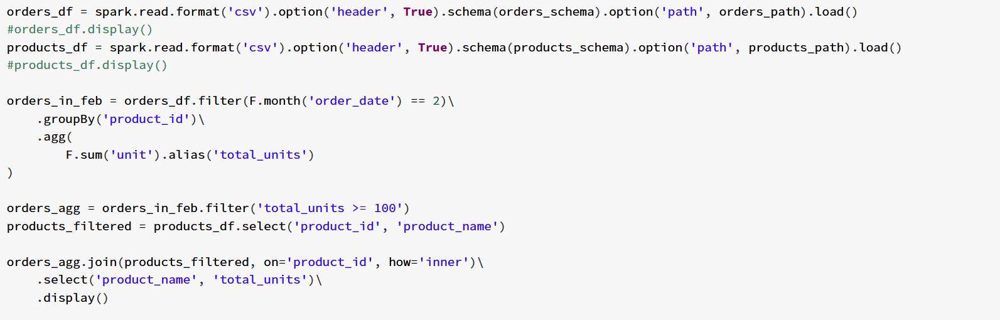 orders_df = spark.read.format('csv').option('header', True).schema(orders_schema).option('path', orders_path).load()
#orders_df.display()
products_df = spark.read.format('csv').option('header', True).schema(products_schema).option('path', products_path).load()
#products_df.display()

orders_in_feb = orders_df.filter(F.month('order_date') == 2)\
    .groupBy('product_id')\
    .agg(
        F.sum('unit').alias('total_units')
)

orders_agg = orders_in_feb.filter('total_units >= 100')
products_filtered = products_df.select('product_id', 'product_name')

orders_agg.join(products_filtered, on='product_id', how='inner')\
    .select('product_name', 'total_units')\
    .display()